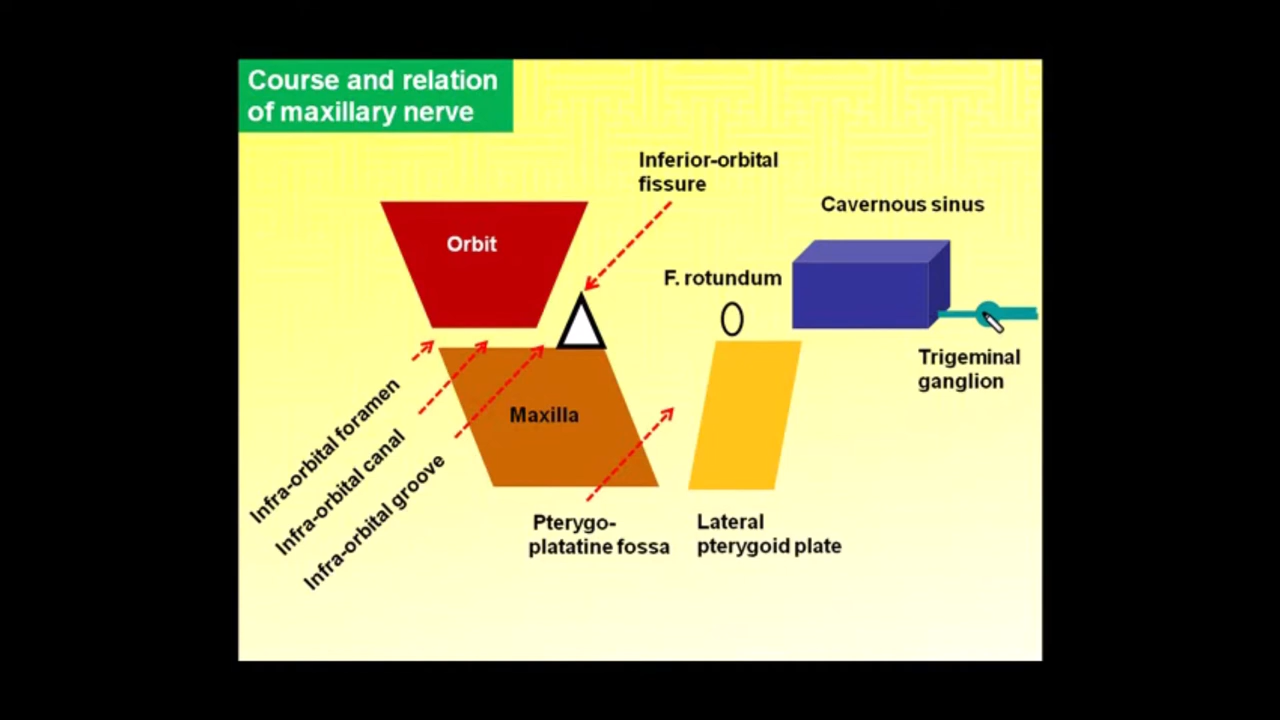 Course and relation
of maxillary nerve
Inferior-orbital
fissure
Cavernous sinus
Orbit
F. rotundum
Trigeminal
ganglion
Maxilla
Infra-orbital foramen
Infra-orbital canal
Infra-orbital groove
Pterygo-
platatine fossa
Lateral
pterygoid plate